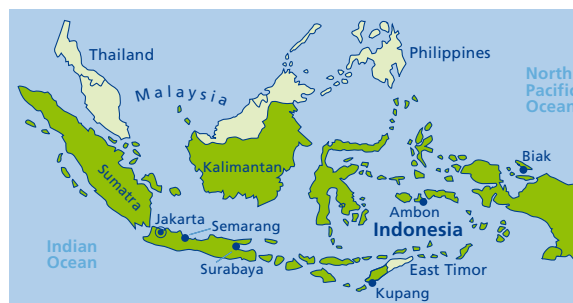 Thailand
Philippines
Malaysia
North
Pacific
Ocean
Kalimantan
Sumatra
Biak
Jakarta
Semarang
Ambon
Indonesia
Indian
Ocean
Surabaya
East Timor
Kupang